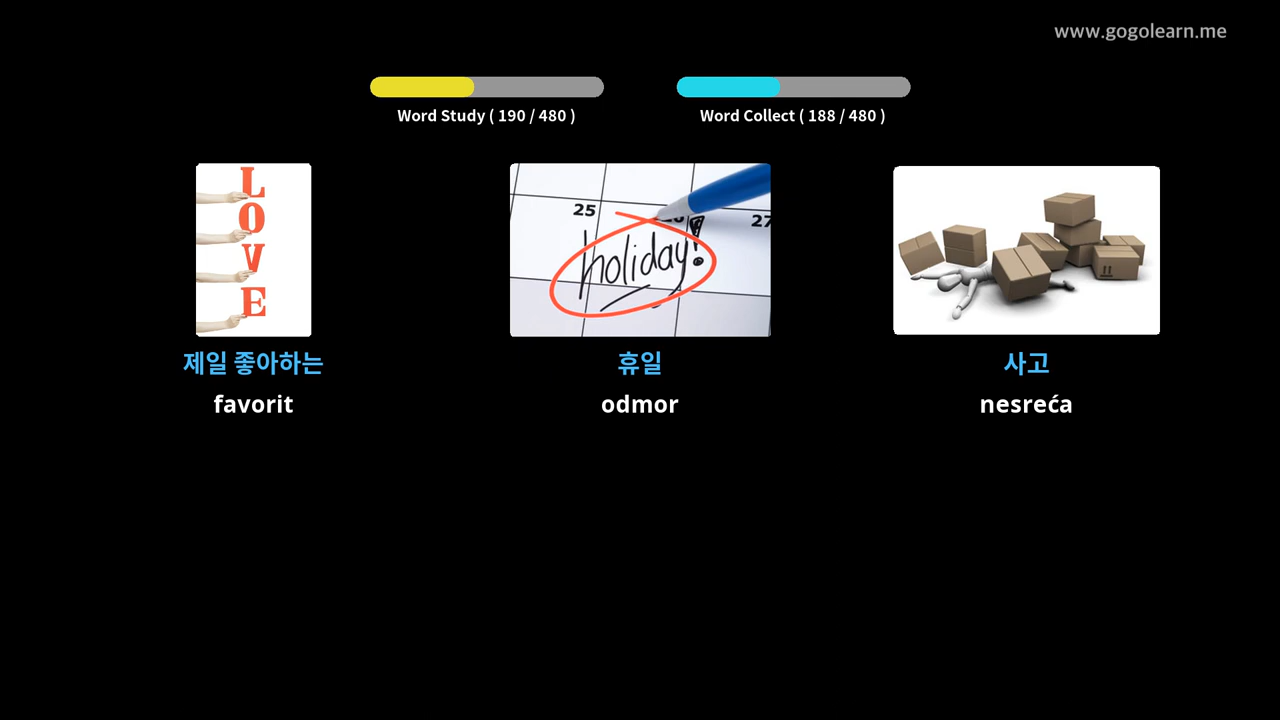 www.gogolearn.me
Word Study ( 190 / 480 )
Word Collect ( 188 / 480 )
L
O
V
E
25
27
holiday!
제일 좋아하는
휴일
사고
favorit
odmor
nesreća